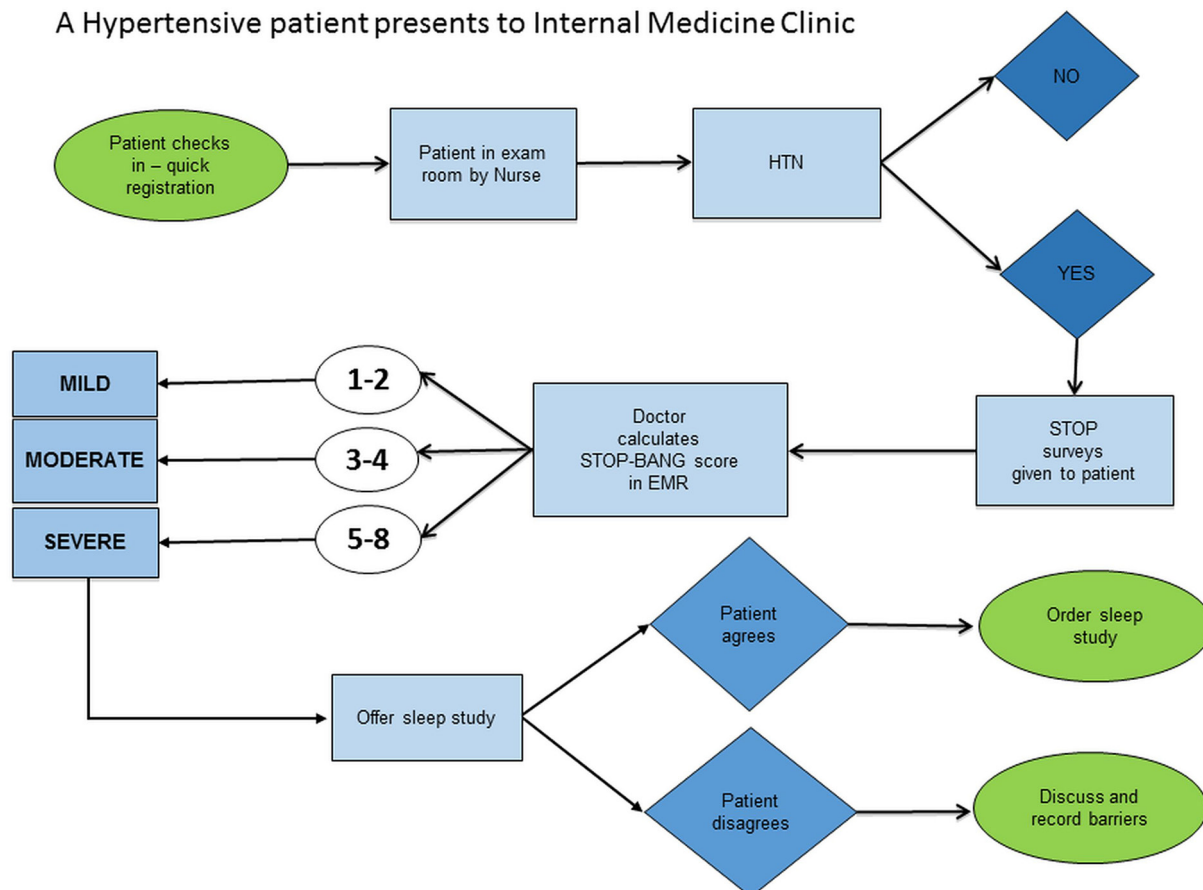 A Hypertensive patient presents to Internal Medicine Clinic
Patient checks
in – quick
registration
Patient in exam
room by Nurse
HTN
NO
YES
STOP
surveys
given to patient
Doctor
calculates
STOP-BANG score
in EMR
1-2
3-4
5-8
MILD
MODERATE
SEVERE
Offer sleep study
Patient
agrees
Order sleep
study
Patient
disagrees
Discuss and
record barriers